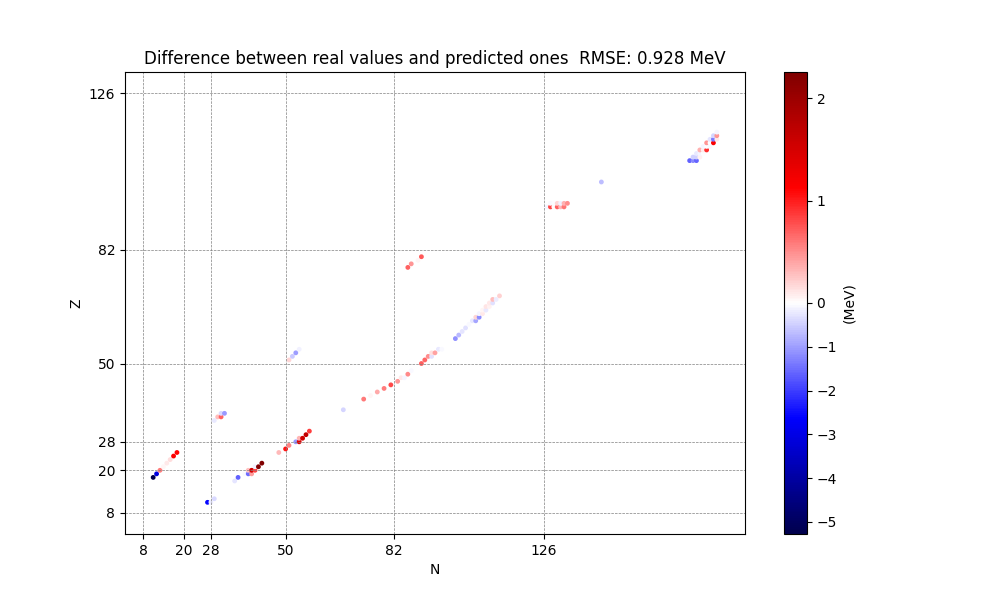 Difference between real values and predicted ones  RMSE: 0.928 MeV
126
82
50
28
20
8
Z
8 20 28 50 82 126
N
2
1
0
−1
−2
−3
−4
−5
(MeV)